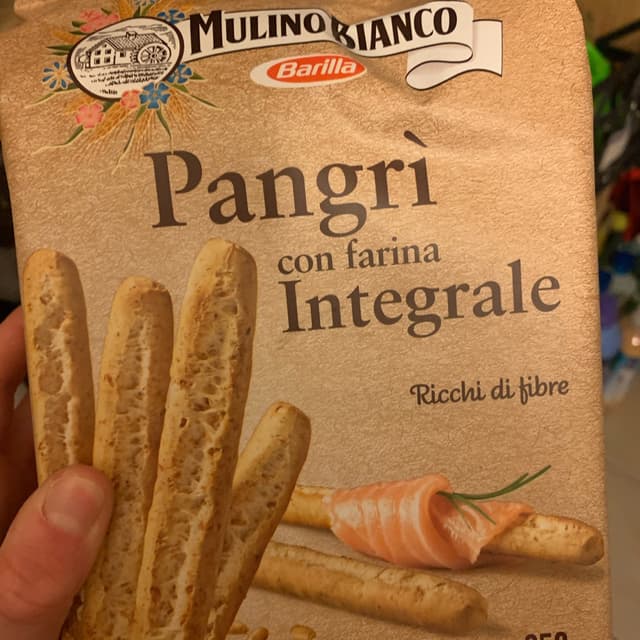 MULINO BIANCO
Barilla
Pangrì
con farina
Integrale
Ricchi di fibre